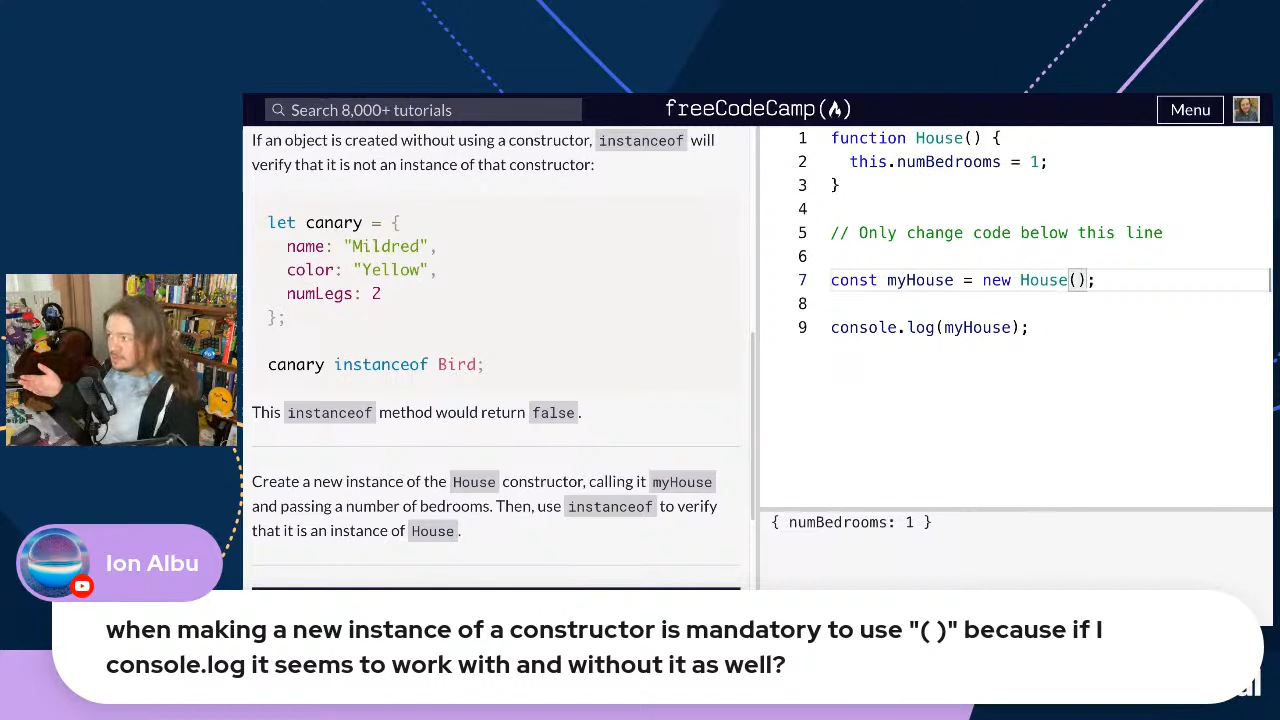 Search 8,000+ tutorials
freeCodeCamp
Menu
If an object is created without using a constructor, instanceof will
verify that it is not an instance of that constructor:
let canary = {
name: "Mildred",
color: "Yellow",
numLegs: 2
};
canary instanceof Bird;
This instanceof method would return false.
Create a new instance of the House constructor, calling it myHouse
and passing a number of bedrooms. Then, use instanceof to verify
that it is an instance of House.
1 function House() {
2 this.numBedrooms = 1;
3 }
4
5 // Only change code below this line
6
7 const myHouse = new House();
8
9 console.log(myHouse);
{ numBedrooms: 1 }
Ion Albu
when making a new instance of a constructor is mandatory to use "( )" because if I
console.log it seems to work with and without it as well?